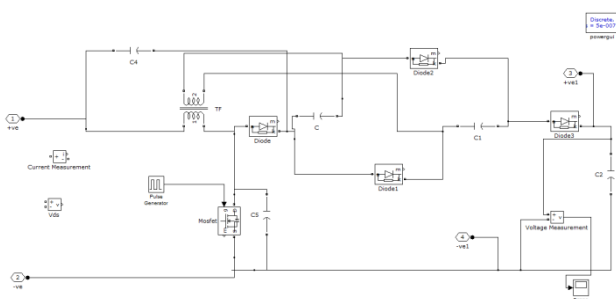 Discrete,
s = 5e-007
powergui
C4
Diode2
3
+ve1
1
+ve
TF
Diode
C
C1
Diode3
Current Measurement
Diode1
C2
Vds
Pulse
Generator
Mosfet
C5
4
-ve1
Voltage Measurement
2
-ve